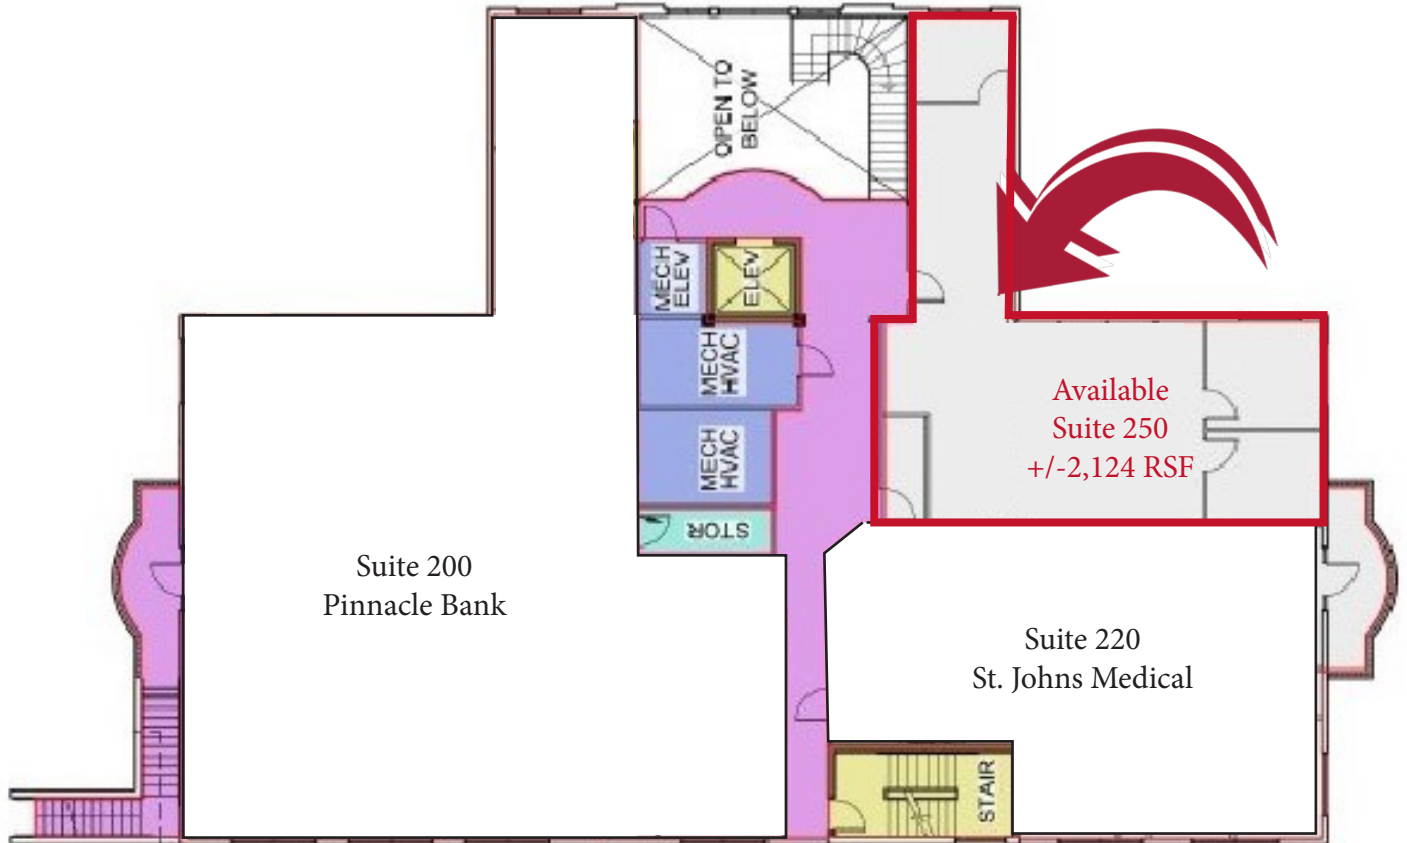 OPEN TO
BELOW
MECH
ELEV
ELEV
MECH
HVAC
MECH
HVAC
STOR
Available
Suite 250
+/-2,124 RSF
Suite 200
Pinnacle Bank
Suite 220
St. Johns Medical
STAIR